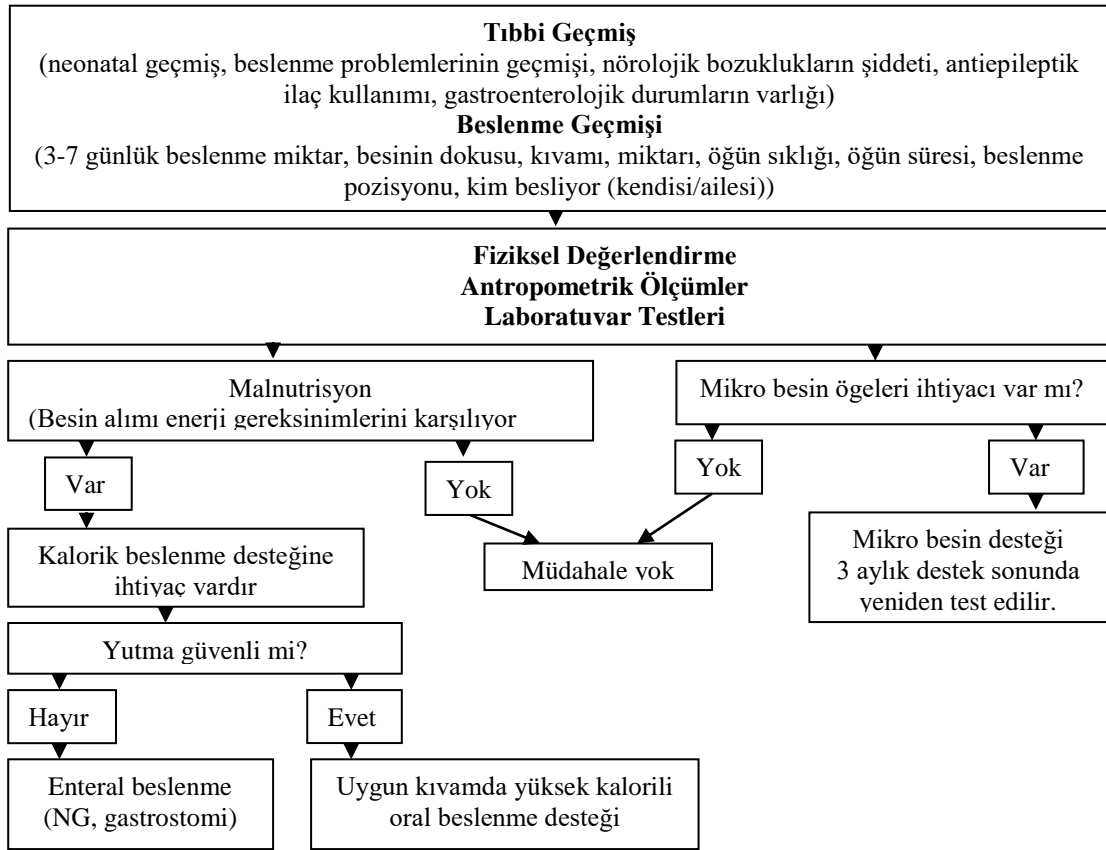 Tıbbi Geçmiş
(neonatal geçmiş, beslenme problemlerinin geçmişi, nörolojik bozuklukların şiddeti, antiepileptik
ilaç kullanımı, gastroenterolojik durumların varlığı)
Beslenme Geçmişi
(3-7 günlük beslenme miktar, besinin dokusu, kıvamı, miktarı, öğün sıklığı, öğün süresi, beslenme
pozisyonu, kim besliyor (kendisi/ailesi))
Fiziksel Değerlendirme
Antropometrik Ölçümler
Laboratuvar Testleri
Malnutrisyon
(Besin alımı enerji gereksinimlerini karşılıyor
Mikro besin ögeleri ihtiyacı var mı?
Var
Yok
Yok
Var
Kalorik beslenme desteğine
ihtiyaç vardır
Müdahale yok
Mikro besin desteği
3 aylık destek sonunda
yeniden test edilir.
Yutma güvenli mi?
Hayır
Evet
Enteral beslenme
(NG, gastrostomi)
Uygun kıvamda yüksek kalorili
oral beslenme desteği